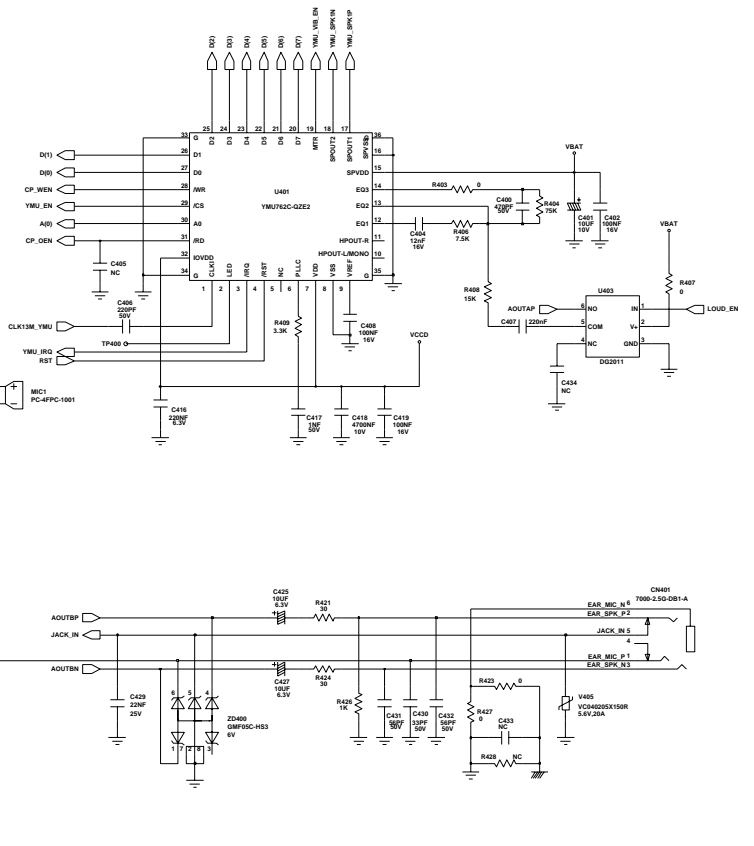 D(2)
D(3)
D(4)
D(5)
D(6)
D(7)
YMU_VIB_EN
YMU_SPK1N
YMU_SPK1P
25 24 23 22 21 20 19 18 17
D2 D3 D4 D5 D6 D7 MTR SPOUT2 SPOUT1
33 G
G 36
SPVSS 16
D(1) 26 D1
D(0) 27 D0
CP_WEN 28 /WR
YMU_EN 29 /CS
A(0) 30 A0
CP_OEN 31 /RD
32 IOVDD
34 G
U401
YMU762C-QZE2
SPVDD 15
EQ3 14
EQ2 13
EQ1 12
HPOUT-R 11
HPOUT-L/MONO 10
G 35
CLKI LED /IRQ /RST NC PLLC VDD VSS VREF
1 2 3 4 5 6 7 8 9
VBAT
R403 0
C400
470PF
50V
R404
75K
C401
10UF
10V
C402
100NF
16V
C404
12nF
16V
R406
7.5K
C405
NC
C406
220PF
50V
CLK13M_YMU
TP400
YMU_IRQ
RST
R409
3.3K
C408
100NF
16V
VCCD
R408
15K
C407 220nF
AOUTAP
VBAT
R407
0
U403
6 NO IN 1
5 COM V+ 2
4 NC GND 3
DG2011
LOUD_EN
C434
NC
MIC1
PC-4FPC-1001
C416
220NF
6.3V
C417
1NF
50V
C418
4700NF
10V
C419
100NF
16V
CN401
7000-2.5G-DB1-A
C425
10UF
6.3V
R421
30
EAR_MIC_N 6
EAR_SPK_P 2
AOUTBP
JACK_IN
JACK_IN 5
4
EAR_MIC_P 1
EAR_SPK_N 3
AOUTBN
C427
10UF
6.3V
R424
30
C429
22NF
25V
6 5 4
1 7 2 8 3
ZD400
GMF05C-HS3
6V
R426
1K
C431
56PF
50V
C430
33PF
50V
C432
56PF
50V
R423 0
R427
0
C433
NC
R428 NC
V405
VC040205X150R
5.6V,20A